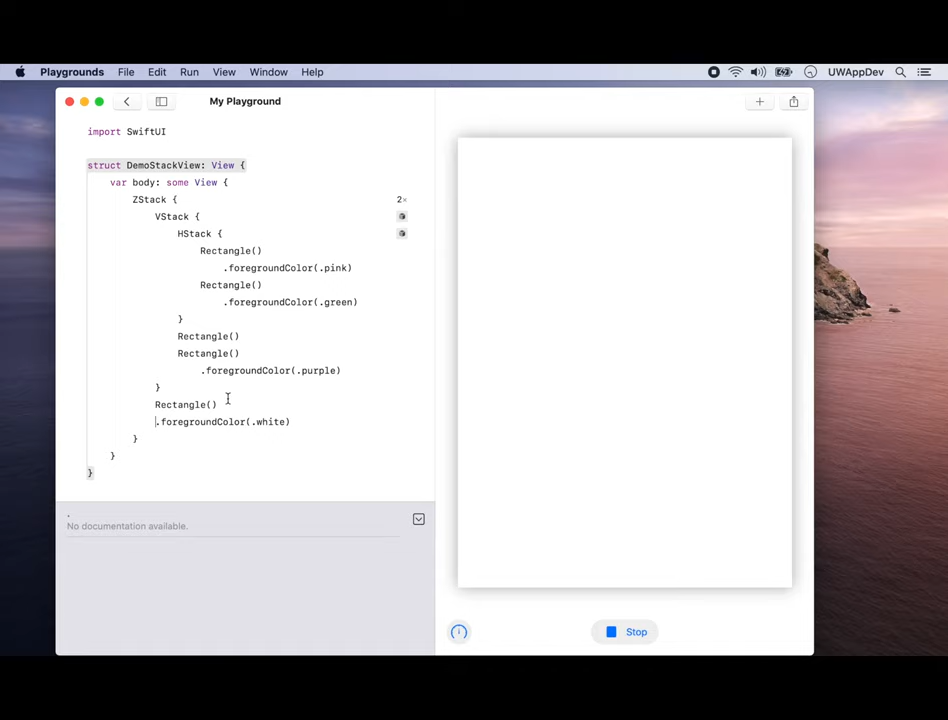 Playgrounds File Edit Run View Window Help UWAppDev
My Playground
import SwiftUI
struct DemoStackView: View {
var body: some View {
ZStack {
2×
VStack {
HStack {
Rectangle()
.foregroundColor(.pink)
Rectangle()
.foregroundColor(.green)
}
Rectangle()
Rectangle()
.foregroundColor(.purple)
}
Rectangle()
.foregroundColor(.white)
}
}
}
.
No documentation available.
Stop